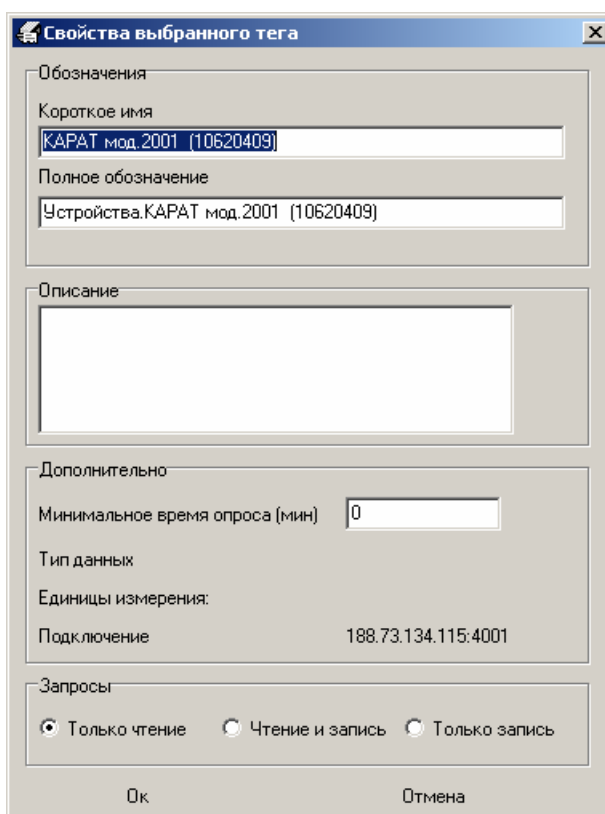 Свойства выбранного тега
Обозначения
Короткое имя
КАРАТ мод.2001 (10620409)
Полное обозначение
Устройства.КАРАТ мод.2001 (10620409)
Описание
Дополнительно
Минимальное время опроса (мин) 0
Тип данных
Единицы измерения:
Подключение 188.73.134.115:4001
Запросы
Только чтение Чтение и запись Только запись
Ок Отмена